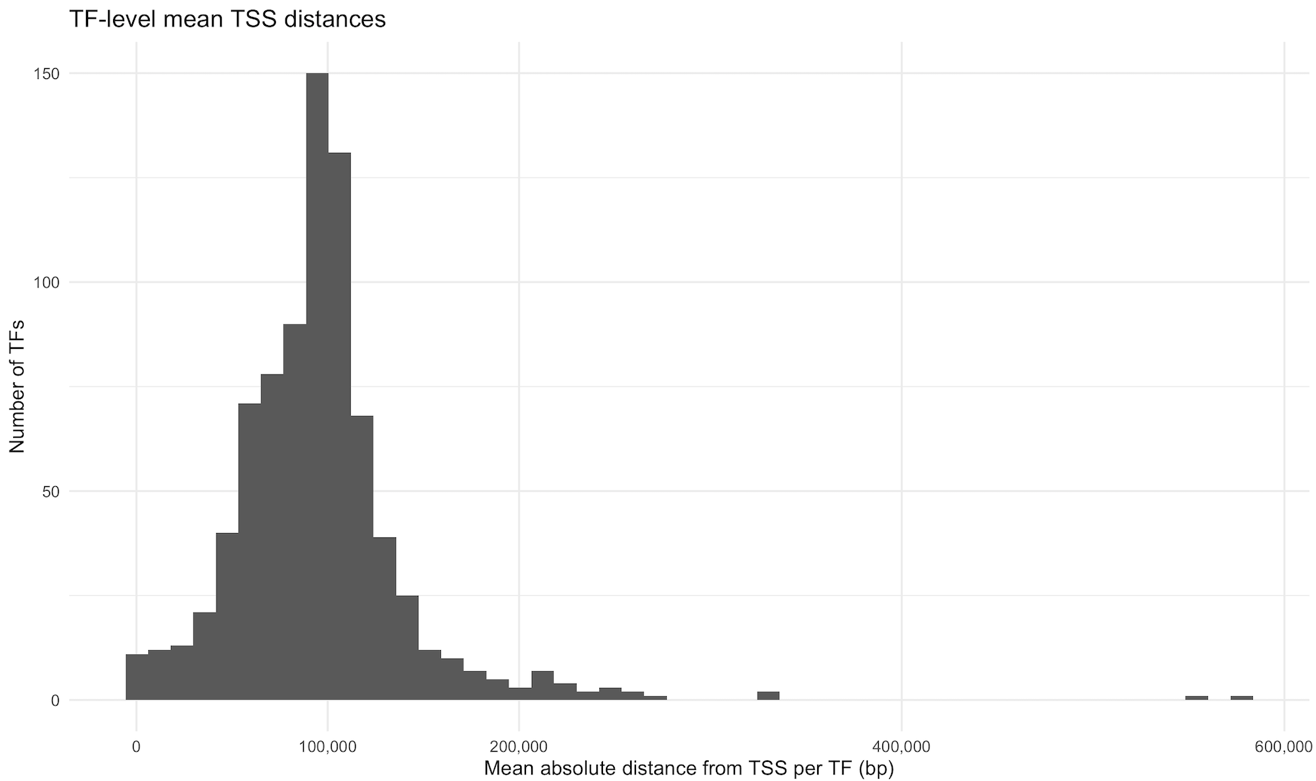 TF-level mean TSS distances
150
100
50
0
Number of TFs
0 100,000 200,000 400,000 600,000
Mean absolute distance from TSS per TF (bp)